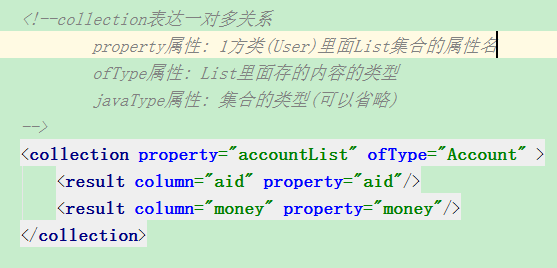 <!--collection表达一对多关系
property属性: 1方类(User)里面List集合的属性名
ofType属性: List里面存的内容的类型
javaType属性: 集合的类型(可以省略)
-->
<collection property="accountList" ofType="Account" >
<result column="aid" property="aid"/>
<result column="money" property="money"/>
</collection>